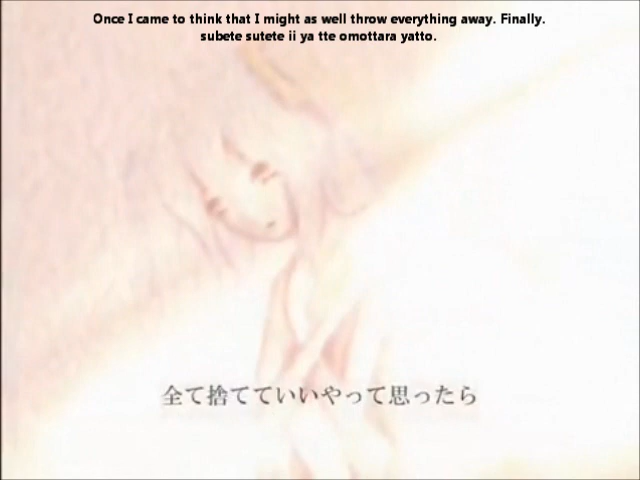 Once I came to think that I might as well throw everything away. Finally.
subete sutete ii ya tte omottara yatto.
全て捨てていいやって思ったら